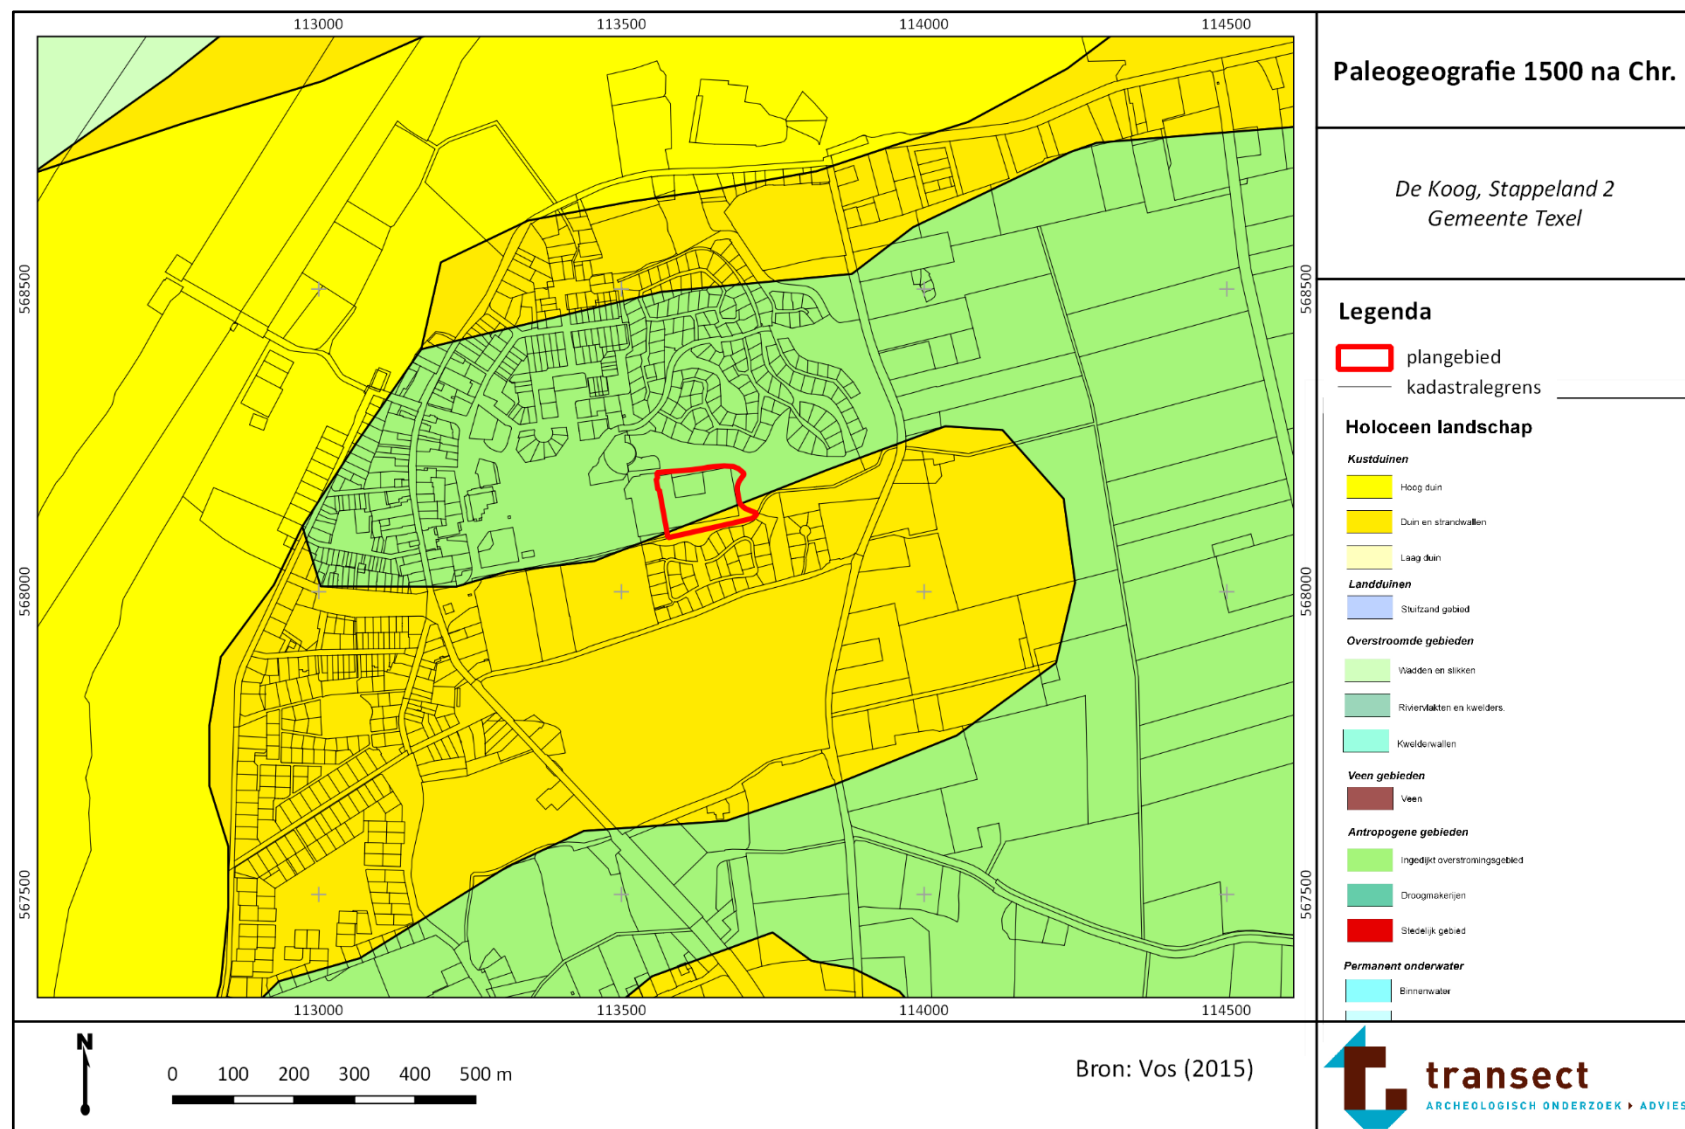 113000 113500 114000 114500
568500 568500
568000 568000
567500 567500
113000 113500 114000 114500
Paleogeografie 1500 na Chr.
De Koog, Stappeland 2
Gemeente Texel
Legenda
plangebied
kadastralegrens
Holoceen landschap
Kustduinen
Hoog duin
Duin en strandwallen
Laag duin
Landduinen
Stuifzand gebied
Overstroomde gebieden
Wadden en slikken
Riviervlakten en kwelders.
Kwelderwallen
Veen gebieden
Veen
Antropogene gebieden
Ingedijkt overstromingsgebied
Droogmakerijen
Stedelijk gebied
Permanent onderwater
Binnenwater
N
0 100 200 300 400 500 m
Bron: Vos (2015)
transect
ARCHEOLOGISCH ONDERZOEK ▸ ADVIES